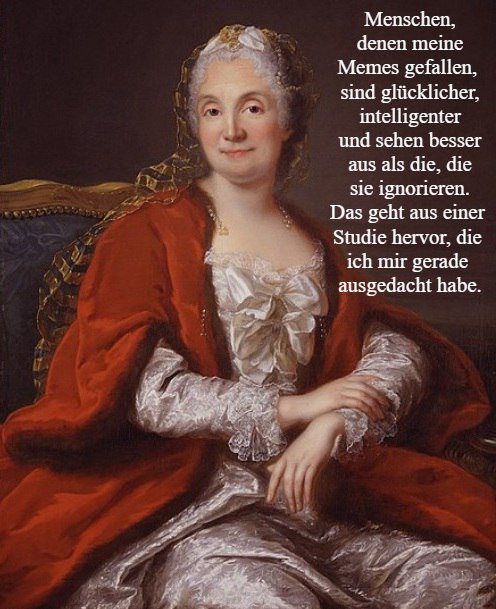 Menschen,
denen meine
Memes gefallen,
sind glücklicher,
intelligenter
und sehen besser
aus als die, die
sie ignorieren.
Das geht aus einer
Studie hervor, die
ich mir gerade
ausgedacht habe.